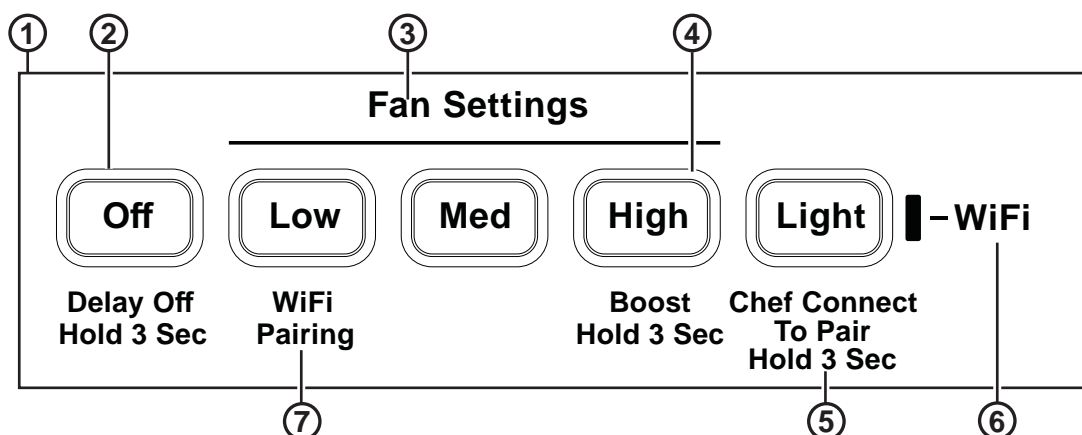 ① ② ③ ④
Fan Settings
Off Low Med High Light WiFi
Delay Off
Hold 3 Sec
WiFi
Pairing
Boost
Hold 3 Sec
Chef Connect
To Pair
Hold 3 Sec
⑦ ⑤ ⑥